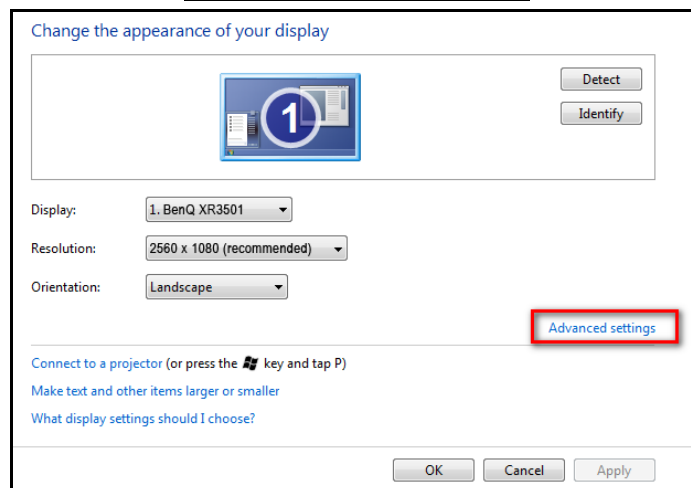 Change the appearance of your display
1
Detect
Identify
Display: 1. BenQ XR3501
Resolution: 2560 x 1080 (recommended)
Orientation: Landscape
Advanced settings
Connect to a projector (or press the key and tap P)
Make text and other items larger or smaller
What display settings should I choose?
OK Cancel Apply